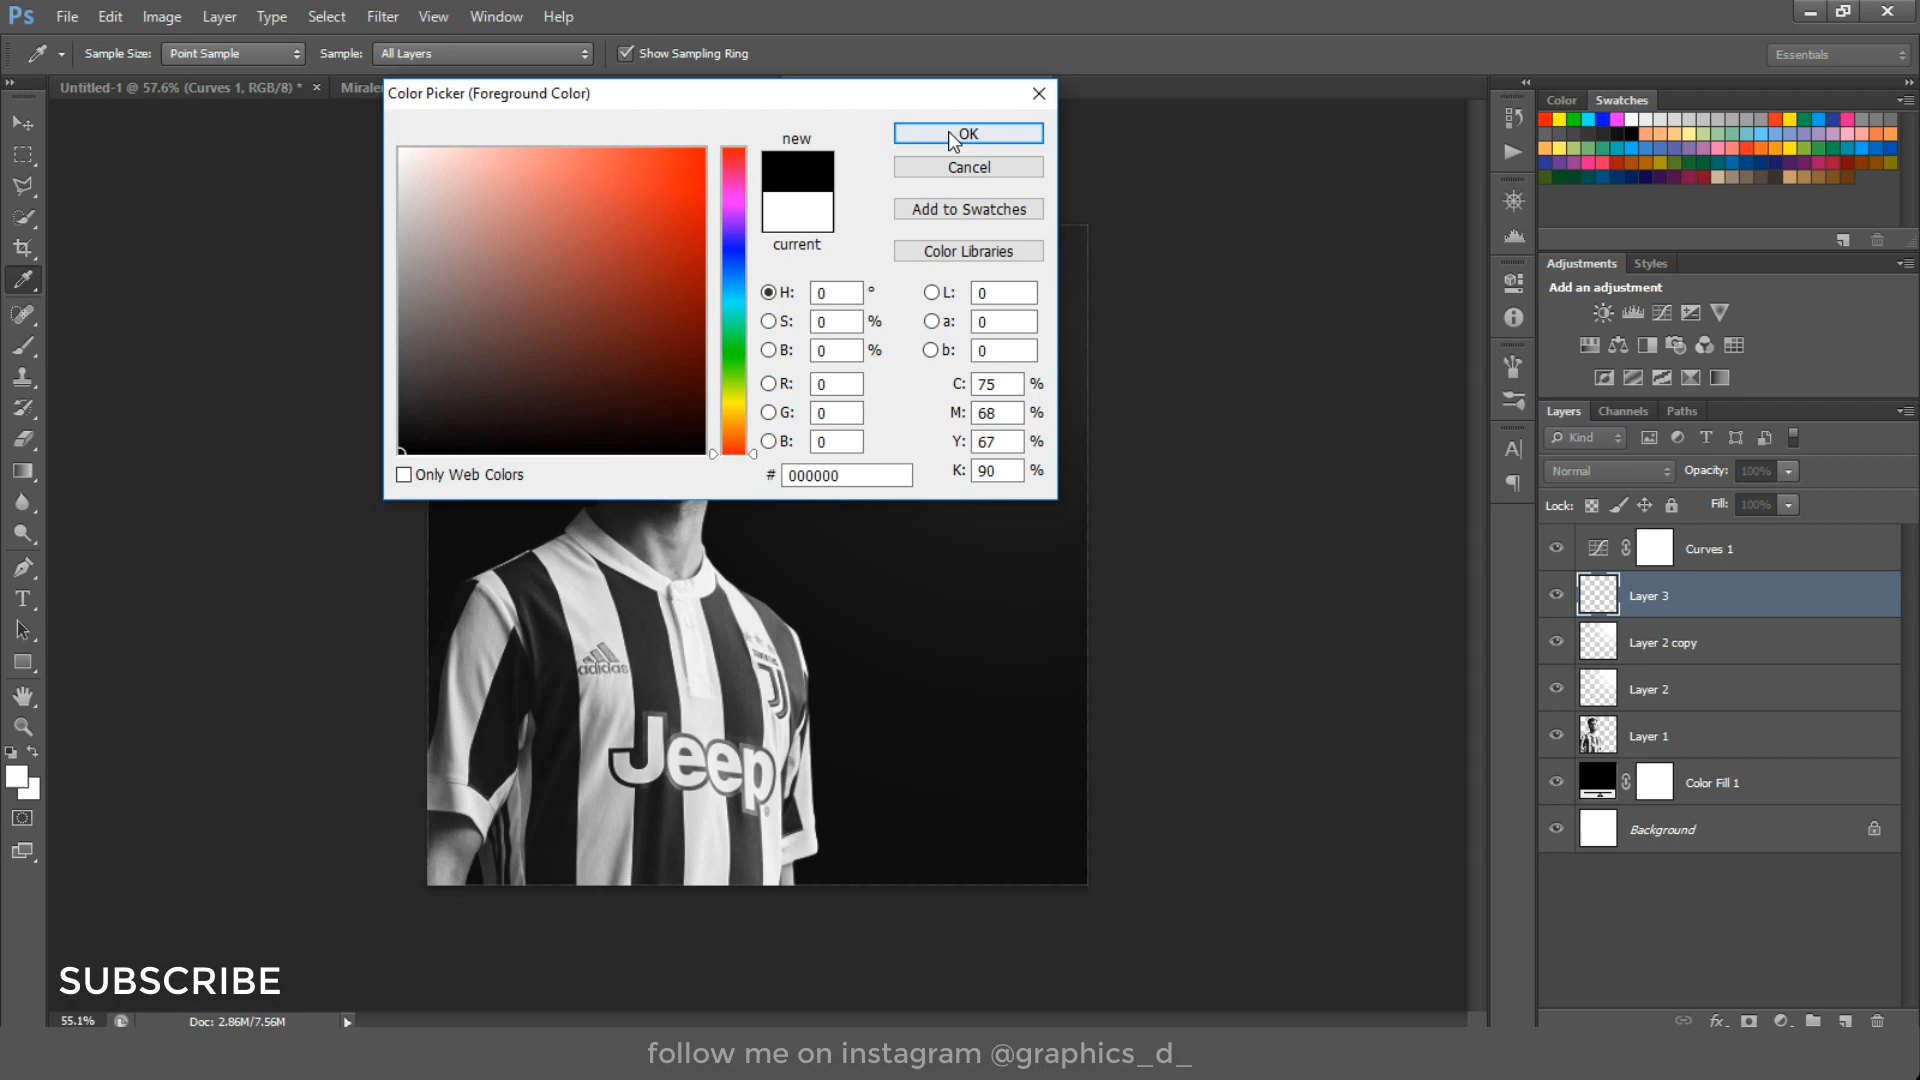 Ps File Edit Image Layer Type Select Filter View Window Help
Sample Size: Point Sample Sample: All Layers Show Sampling Ring Essentials
Untitled-1 @ 57.6% (Curves 1, RGB/8) * × Mirale
Color Picker (Foreground Color)
new
current
OK
Cancel
Add to Swatches
Color Libraries
H: 0 °
S: 0 %
B: 0 %
R: 0
G: 0
B: 0
# 000000
L: 0
a: 0
b: 0
C: 75 %
M: 68 %
Y: 67 %
K: 90 %
Only Web Colors
Color Swatches
Adjustments Styles
Add an adjustment
Layers Channels Paths
Kind
Normal Opacity: 100%
Lock: Fill: 100%
Curves 1
Layer 3
Layer 2 copy
Layer 2
Layer 1
Color Fill 1
Background
adidas
JUVENTUS
Jeep
SUBSCRIBE
55.1% Doc: 2.86M/7.56M
follow me on instagram @graphics_d_